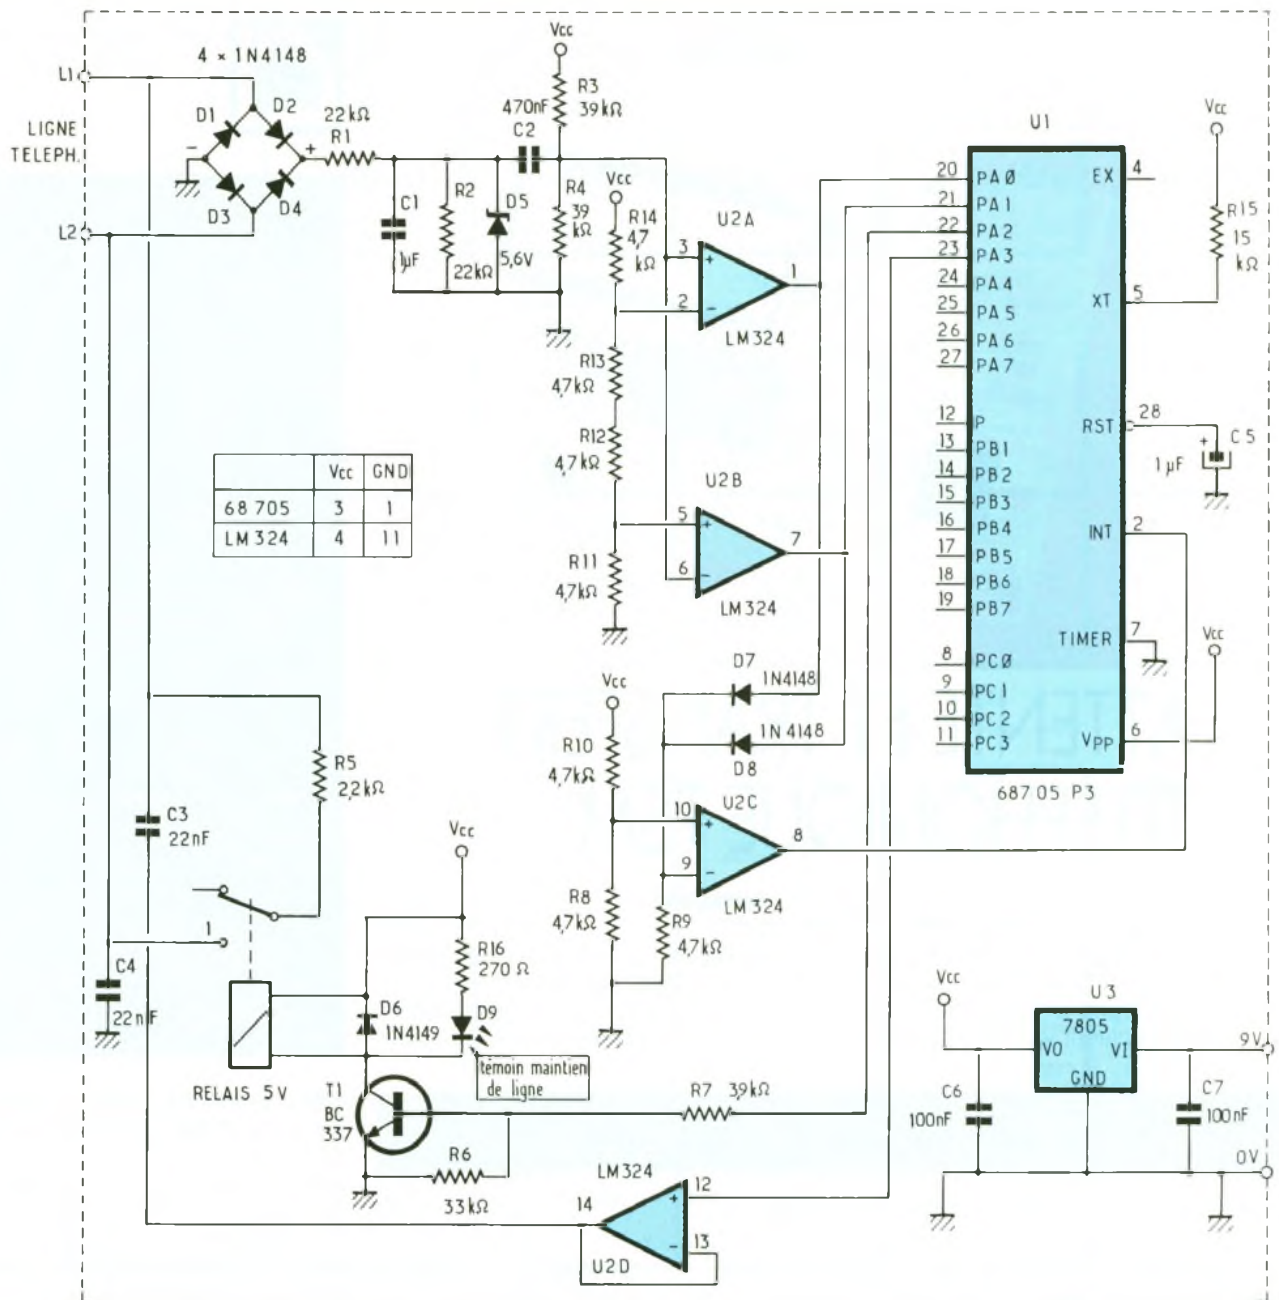 4 × 1N4148
L1
LIGNE
TELEPH.
L2
D1
D2
D3
D4
−
+
22kΩ
R1
C1
1µF
R2
22kΩ
D5
5,6V
470nF
C2
Vcc
R3
39kΩ
R4
39
kΩ
Vcc
R14
4,7
kΩ
R13
4,7kΩ
R12
4,7kΩ
R11
4,7kΩ
U2A
3
+
2
−
1
LM324
U2B
5
+
6
−
7
LM324
Vcc GND
68705 3 1
LM324 4 11
U1
20 PAØ
21 PA1
22 PA2
23 PA3
24 PA4
25 PA5
26 PA6
27 PA7
12 P
13 PB1
14 PB2
15 PB3
16 PB4
17 PB5
18 PB6
19 PB7
8 PCØ
9 PC1
10 PC2
11 PC3
EX 4
XT 5
RST 28
INT 2
TIMER 7
VPP 6
68705 P3
Vcc
R15
15
kΩ
+
C5
1µF
Vcc
D7
1N4148
1N4148
D8
Vcc
R10
4,7kΩ
R8
4,7kΩ
R9
4,7kΩ
U2C
10
+
9
−
8
LM324
R5
2,2kΩ
C3
22nF
1
C4
22nF
RELAIS 5V
Vcc
R16
270 Ω
D6
1N4149
D9
témoin maintien
de ligne
T1
BC
337
R6
33kΩ
R7 3,9kΩ
LM324
14
12
+
13
−
U2D
Vcc
U3
7805
VO VI
GND
C6
100nF
C7
100nF
9V
0V